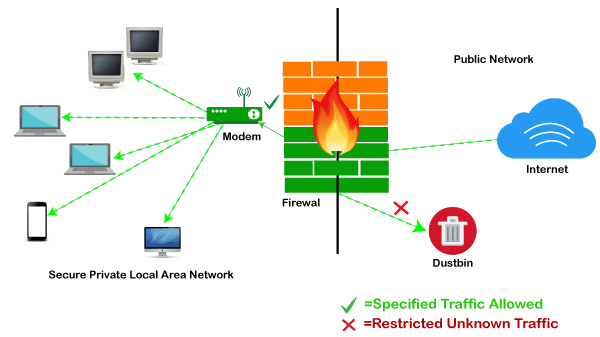 Public Network
Modem
Internet
Firewal
Dustbin
Secure Private Local Area Network
=Specified Traffic Allowed
=Restricted Unknown Traffic